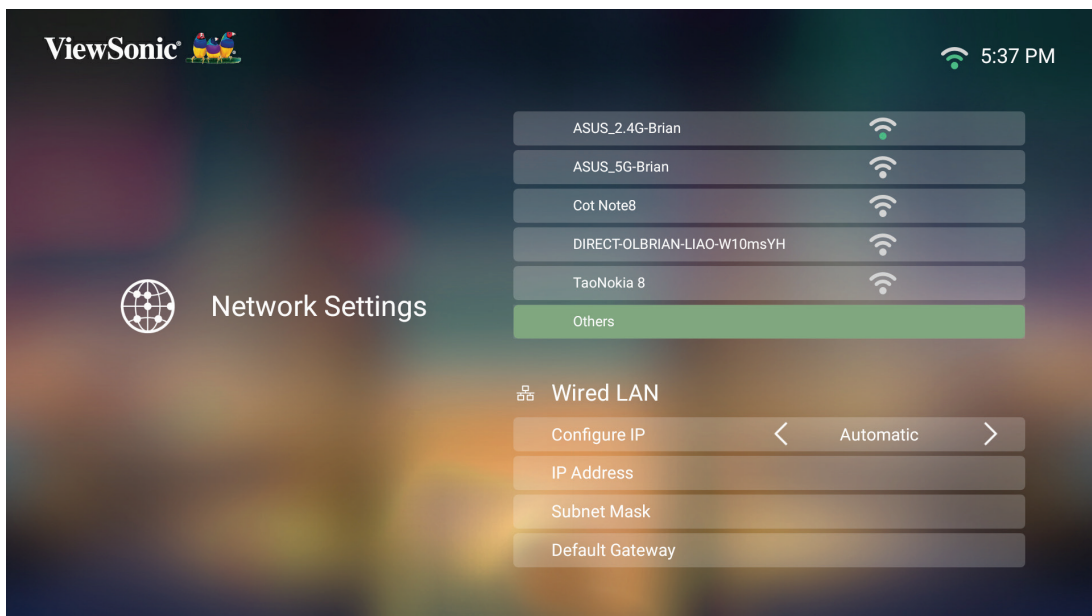 ViewSonic®
5:37 PM
ASUS_2.4G-Brian
ASUS_5G-Brian
Cot Note8
DIRECT-OLBRIAN-LIAO-W10msYH
TaoNokia 8
Network Settings
Others
Wired LAN
Configure IP Automatic
IP Address
Subnet Mask
Default Gateway